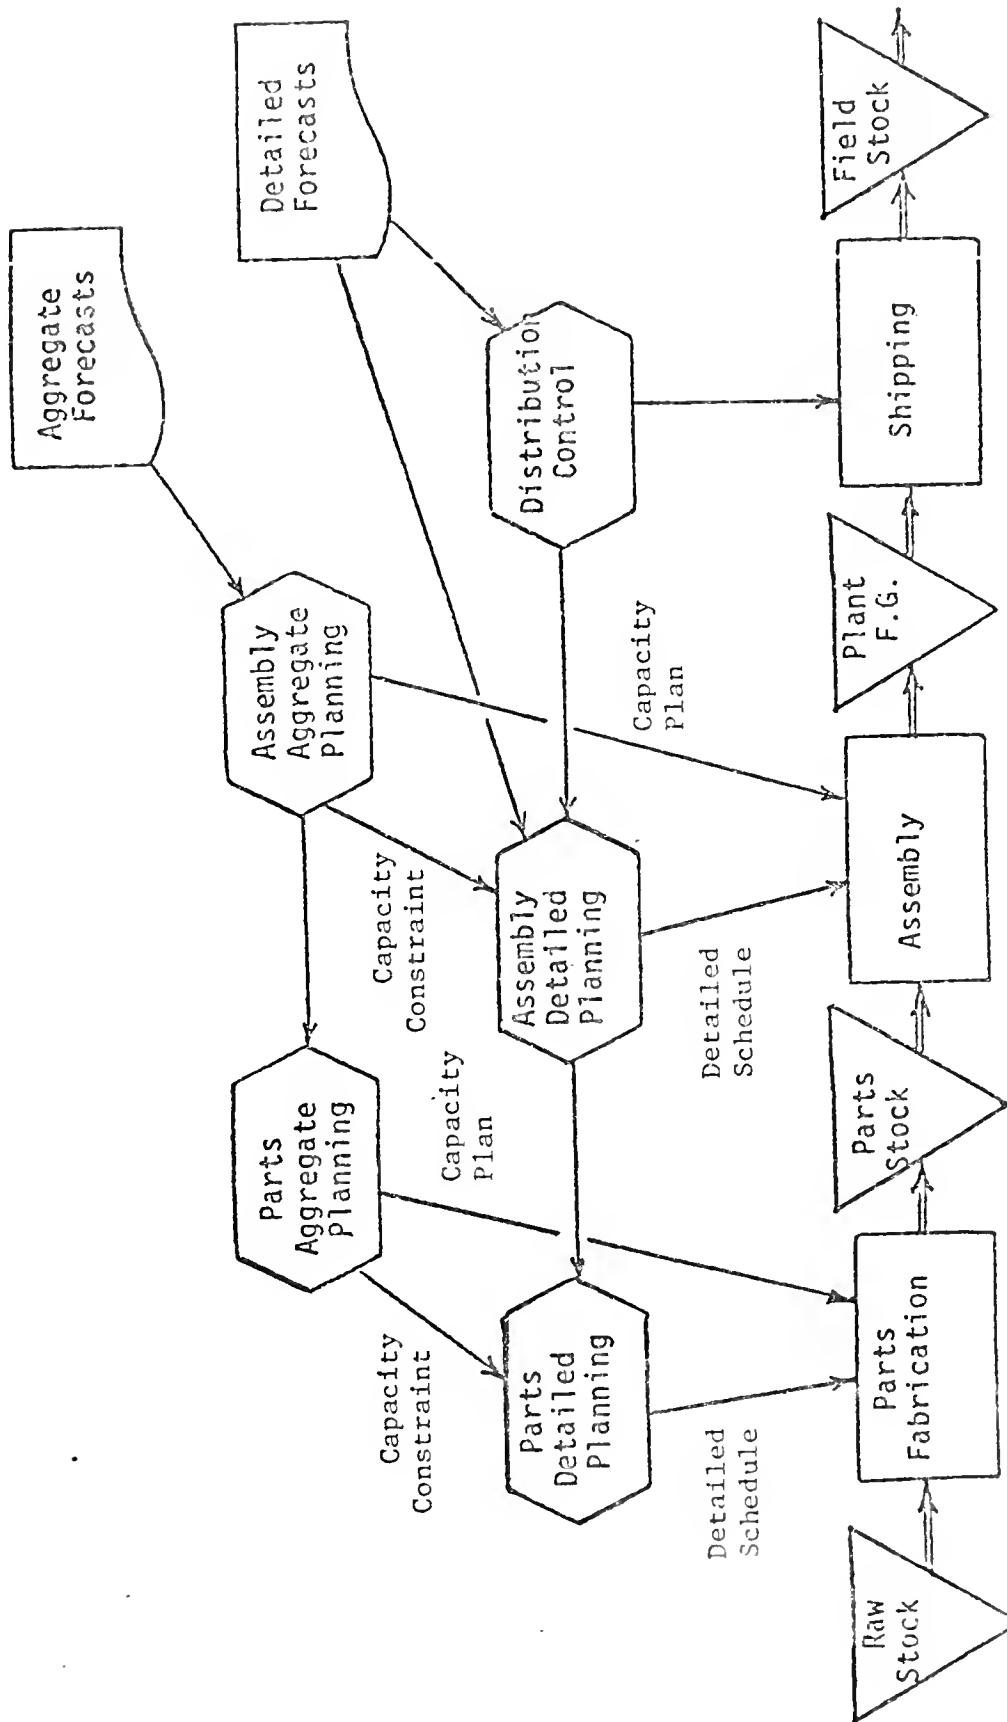 Aggregate
Forecasts
Detailed
Forecasts
Parts
Aggregate
Planning
Assembly
Aggregate
Planning
Capacity
Constraint
Capacity
Plan
Capacity
Constraint
Capacity
Plan
Parts
Detailed
Planning
Assembly
Detailed
Planning
Distribution
Control
Detailed
Schedule
Detailed
Schedule
Raw
Stock
Parts
Fabrication
Parts
Stock
Assembly
Plant
F.G.
Shipping
Field
Stock